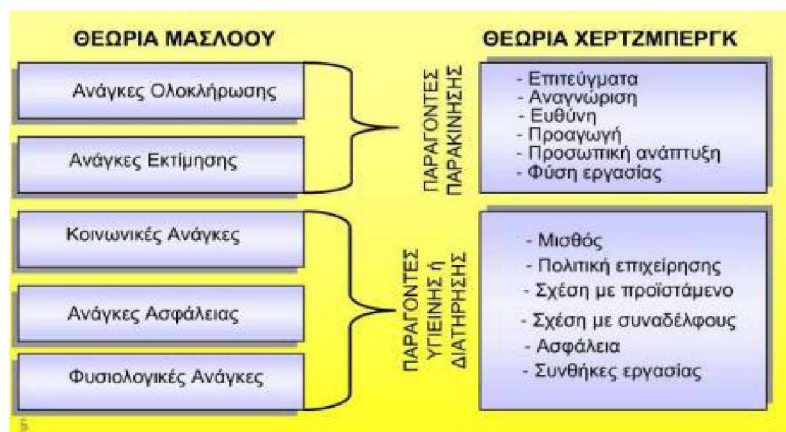 ΘΕΩΡΙΑ ΜΑΣΛΟΟΥ
Ανάγκες Ολοκλήρωσης
Ανάγκες Εκτίμησης
Κοινωνικές Ανάγκες
Ανάγκες Ασφάλειας
Φυσιολογικές Ανάγκες
ΠΑΡΑΓΟΝΤΕΣ
ΠΑΡΑΚΙΝΗΣΗΣ
ΠΑΡΑΓΟΝΤΕΣ
ΥΓΙΕΙΝΗΣ ή
ΔΙΑΤΗΡΗΣΗΣ
ΘΕΩΡΙΑ ΧΕΡΤΖΜΠΕΡΓΚ
- Επιτεύγματα
- Αναγνώριση
- Ευθύνη
- Προαγωγή
- Προσωπική ανάπτυξη
- Φύση εργασίας
- Μισθός
- Πολιτική επιχείρησης
- Σχέση με προϊστάμενο
- Σχέση με συναδέλφους
- Ασφάλεια
- Συνθήκες εργασίας